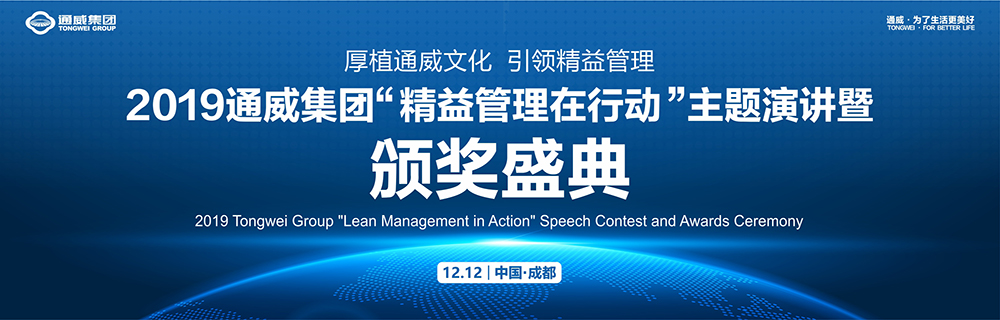 通威集团
TONGWEI GROUP
通威·为了生活更美好
TONGWEI · FOR BETTER LIFE
厚植通威文化 引领精益管理
2019通威集团“精益管理在行动”主题演讲暨
颁奖盛典
2019 Tongwei Group "Lean Management in Action" Speech Contest and Awards Ceremony
12.12 | 中国·成都